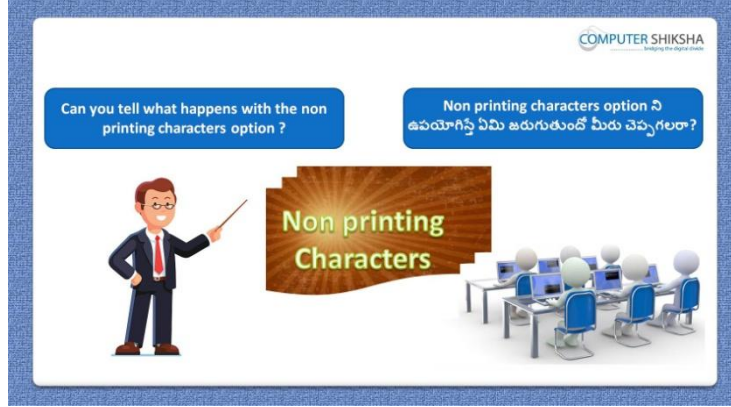 COMPUTER SHIKSHA
bridging the digital divide
Can you tell what happens with the non
printing characters option ?
Non printing characters option ని
ఉపయోగిస్తే ఏమి జరుగుతుందో మీరు చెప్పగలరా?
Non printing
Characters